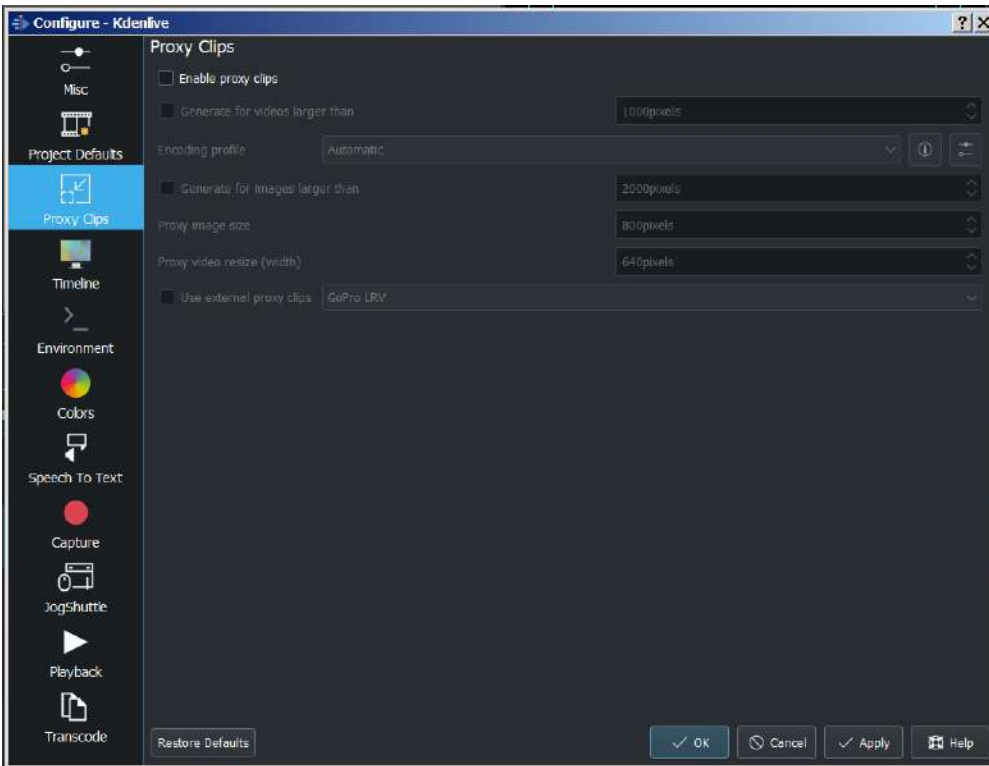 Configure - Kdenlive
Misc
Project Defaults
Proxy Clips
Timeline
Environment
Colors
Speech To Text
Capture
JogShuttle
Playback
Transcode
Proxy Clips
Enable proxy clips
Generate for videos larger than 1000pixels
Encoding profile Automatic
Generate for images larger than 2000pixels
Proxy image size 800pixels
Proxy video resize (width) 640pixels
Use external proxy clips GoPro LRV
Restore Defaults OK Cancel Apply Help